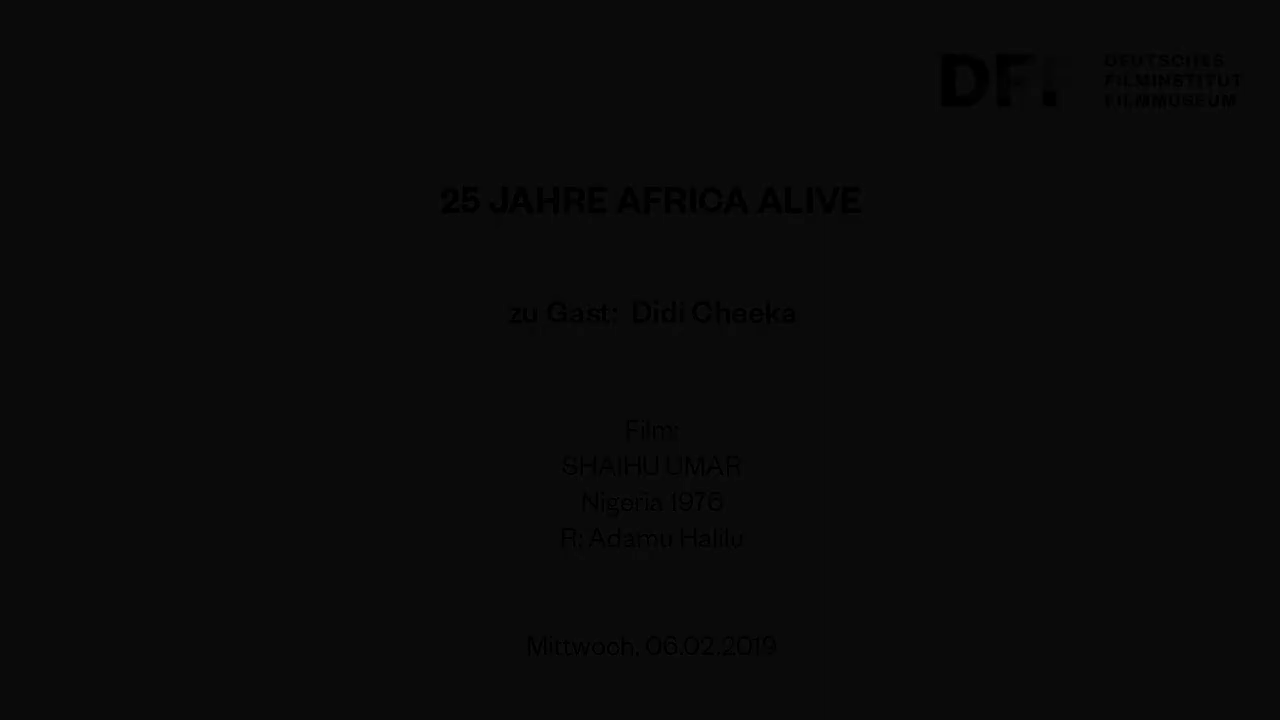 DFF
DEUTSCHES
FILMINSTITUT
FILMMUSEUM
25 JAHRE AFRICA ALIVE
zu Gast: Didi Cheeka
Film:
SHAIHU UMAR
Nigeria 1976
R: Adamu Halilu
Mittwoch, 06.02.2019